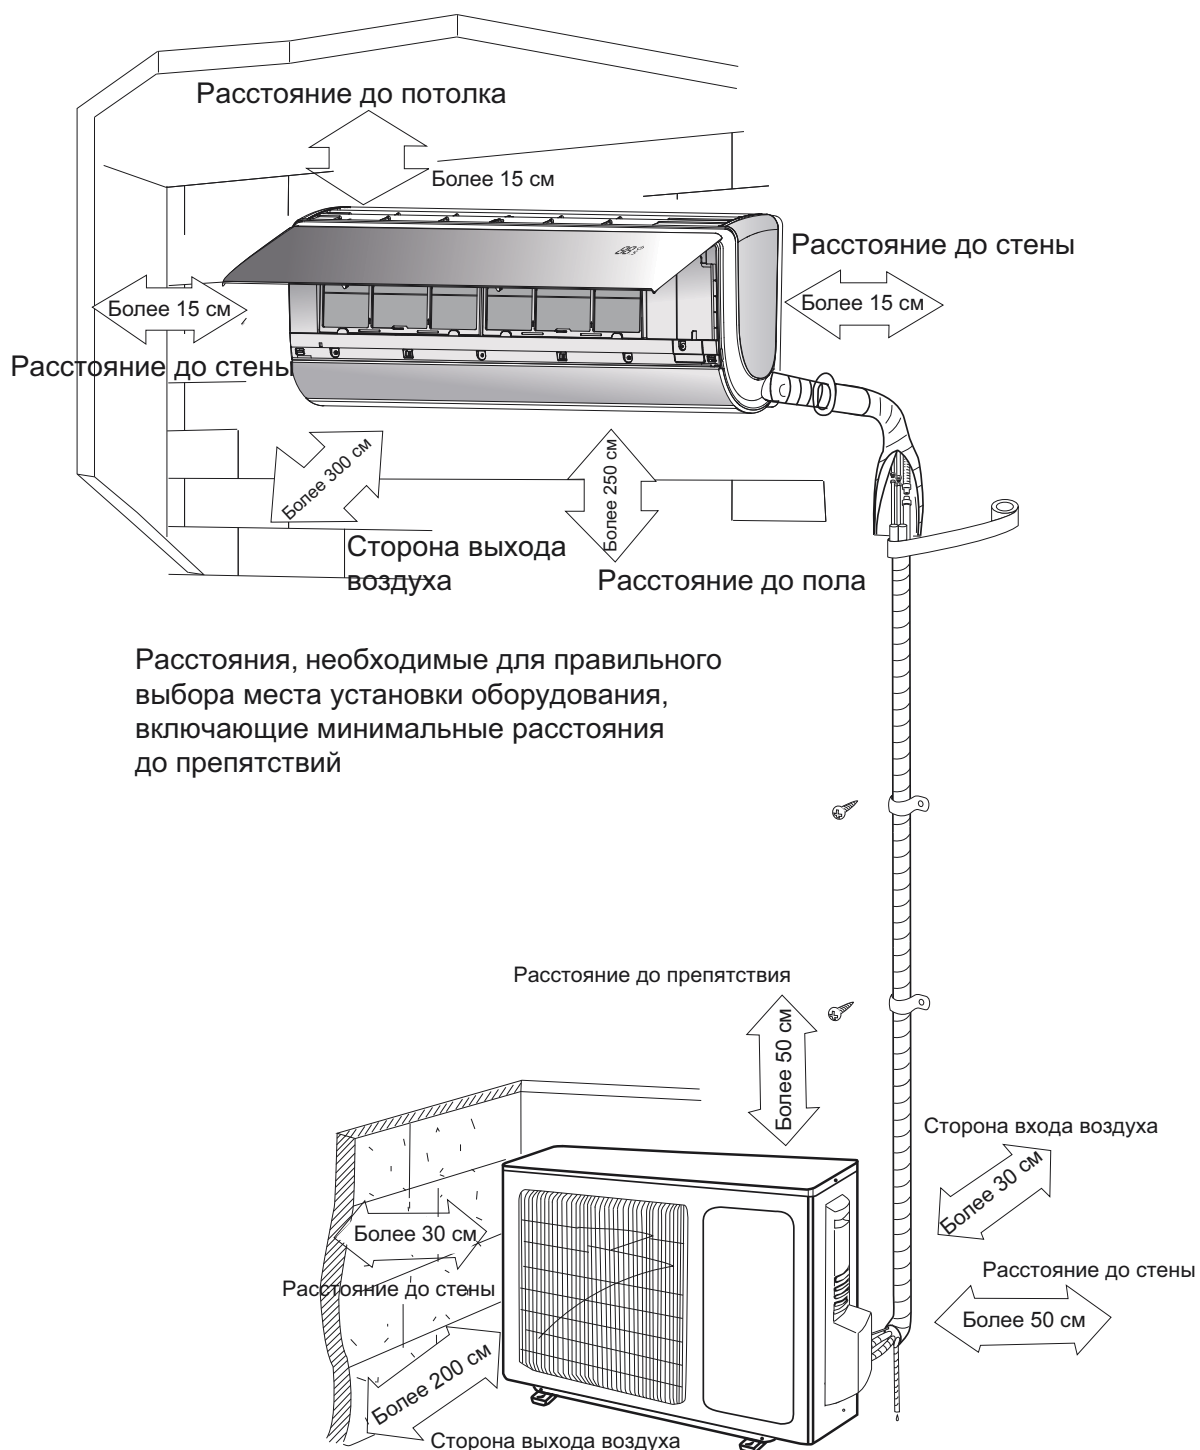 Расстояние до потолка
Более 15 см
Расстояние до стены
Более 15 см
Более 15 см
Расстояние до стены
Более 300 см
Более 250 см
Сторона выхода
воздуха
Расстояние до пола
Расстояния, необходимые для правильного
выбора места установки оборудования,
включающие минимальные расстояния
до препятствий
Расстояние до препятствия
Более 50 см
Сторона входа воздуха
Более 30 см
Более 30 см
Расстояние до стены
Расстояние до стены
Более 50 см
Более 200 см
Сторона выхода воздуха